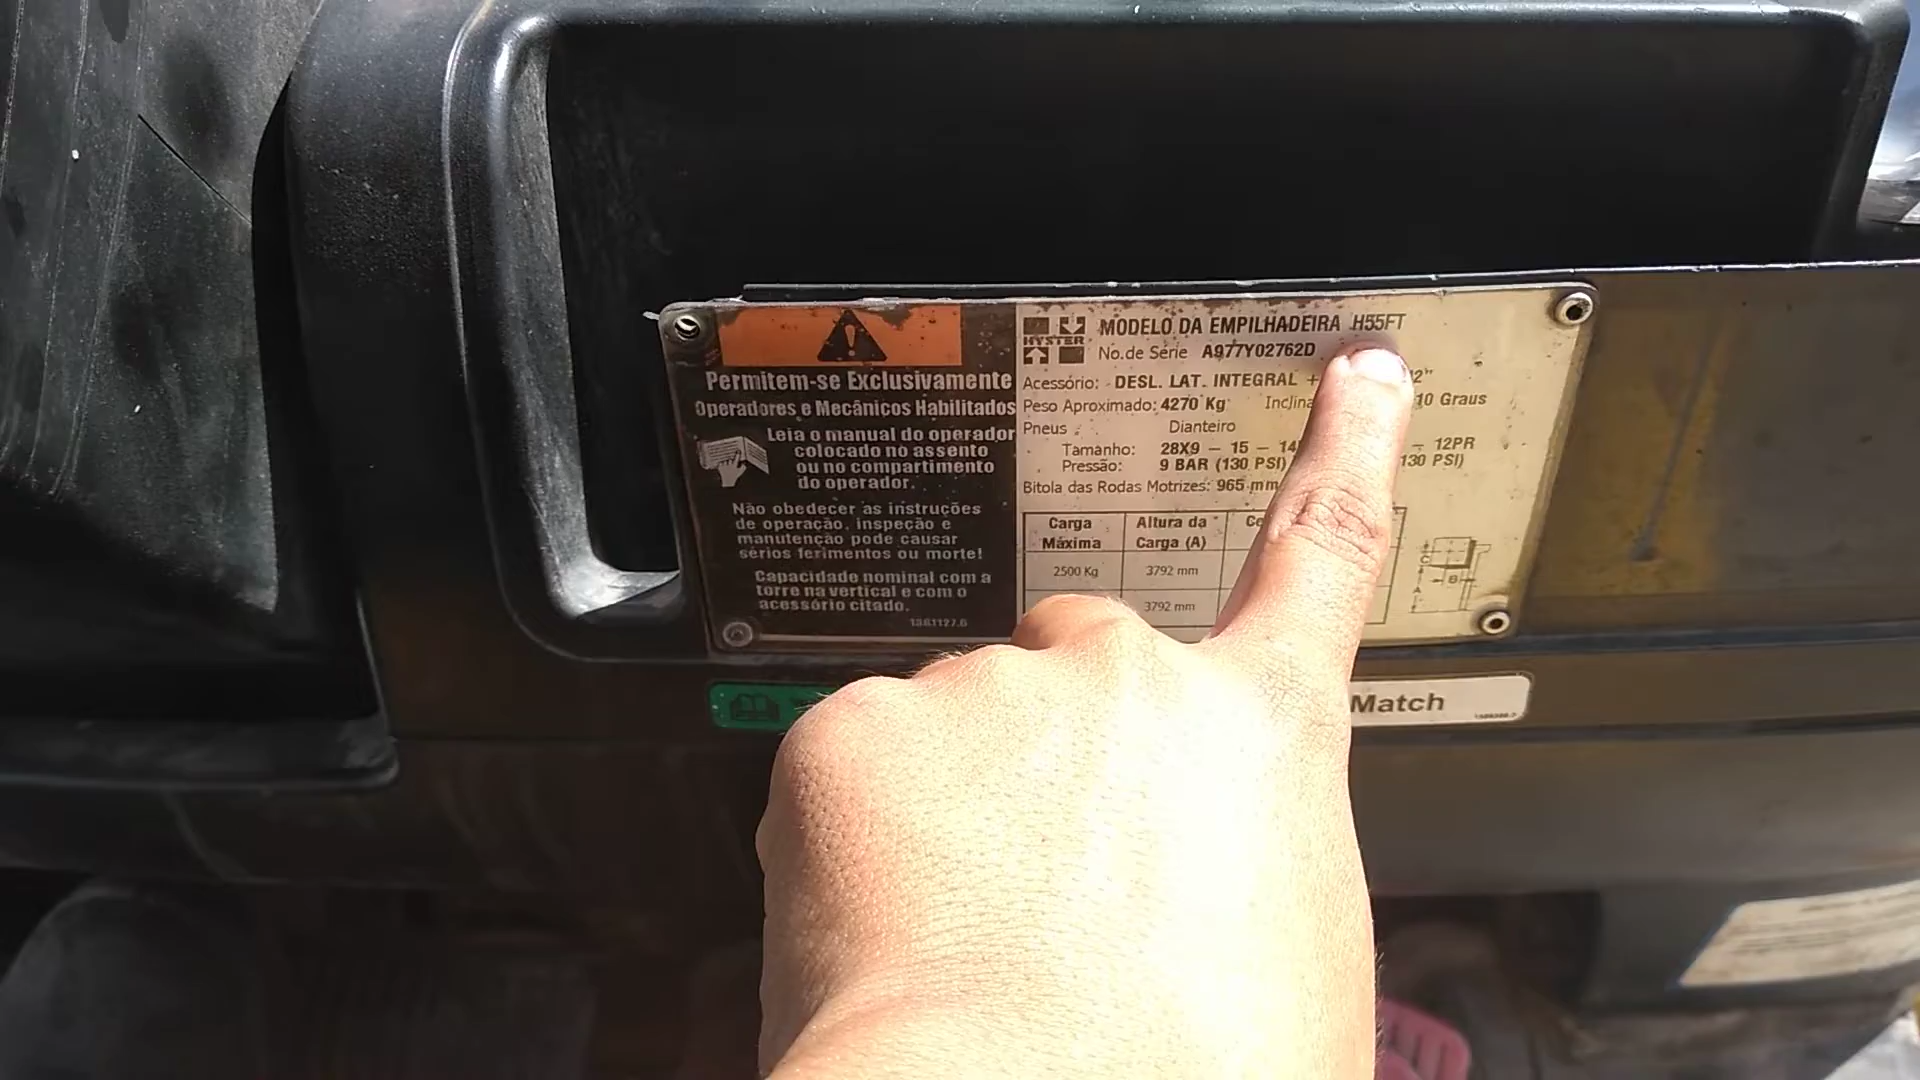 Permitem-se Exclusivamente
Operadores e Mecânicos Habilitados
Leia o manual do operador
colocado no assento
ou no compartimento
do operador.
Não obedecer as instruções
de operação, inspeção e
manutenção pode causar
sérios ferimentos ou morte!
Capacidade nominal com a
torre na vertical e com o
acessório citado.
HYSTER
MODELO DA EMPILHADEIRA H55FT
No.de Série A977Y02762D
Acessório: DESL. LAT. INTEGRAL + 2"
Peso Aproximado: 4270 Kg 10 Graus
Pneus Dianteiro
Tamanho: 28X9 – 15 – 14 – 12PR
Pressão: 9 BAR (130 PSI) 130 PSI)
Bitola das Rodas Motrizes: 965 mm
Carga Máxima Altura da Carga (A)
2500 Kg 3792 mm
3792 mm
C
B
A
Match